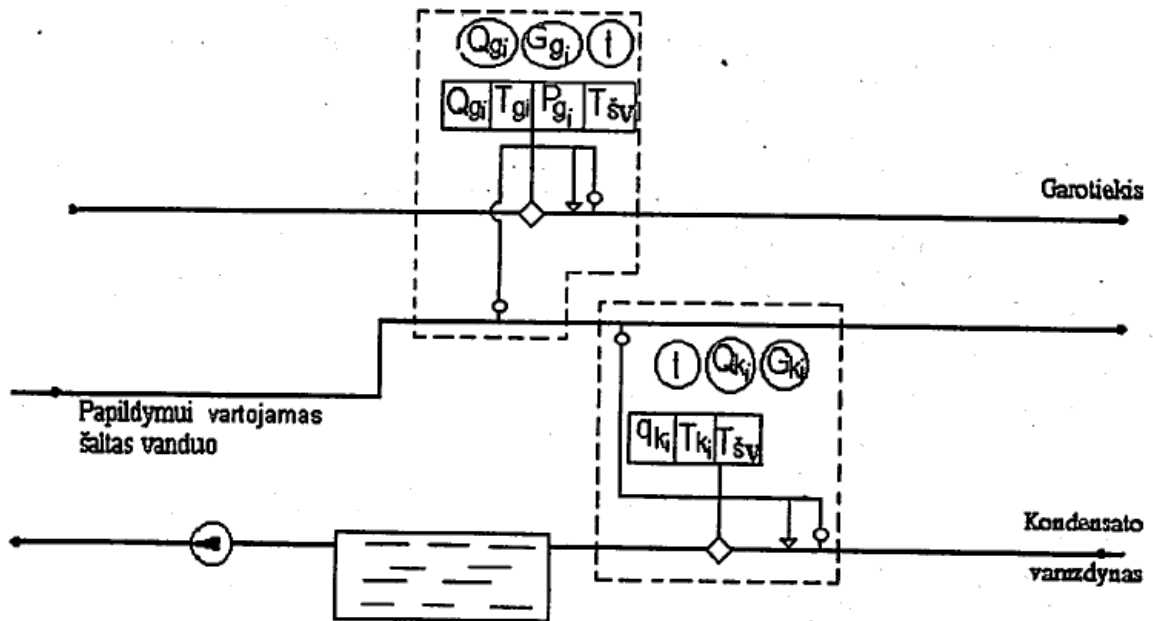 Qgi Ggi t
Qgi Tgi Pgi Tšv
Garotiekis
t Qki Gki
Papildymui vartojamas
šaltas vanduo
qki Tki Tšv
Kondensato
vamzdynas